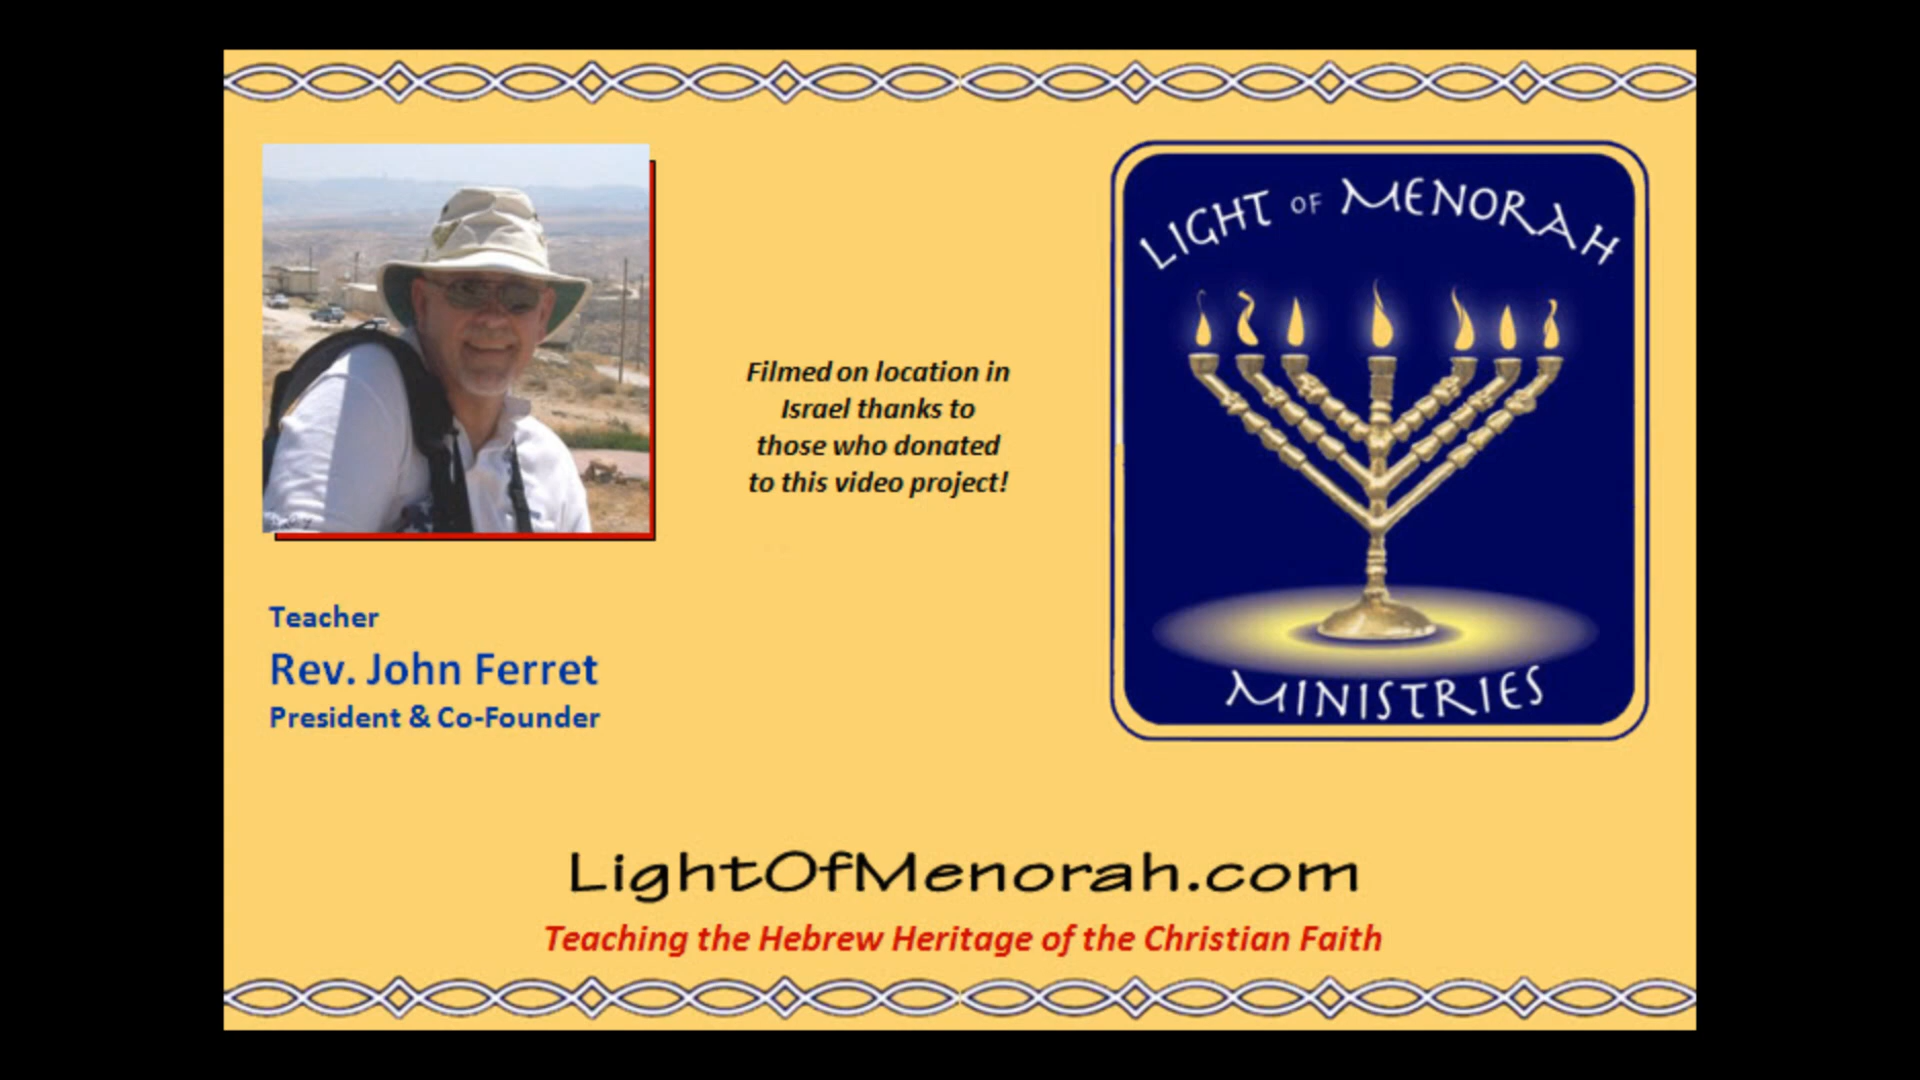 LIGHT OF MENORAH
Filmed on location in
Israel thanks to
those who donated
to this video project!
Teacher
Rev. John Ferret
President & Co-Founder
MINISTRIES
LightOfMenorah.com
Teaching the Hebrew Heritage of the Christian Faith